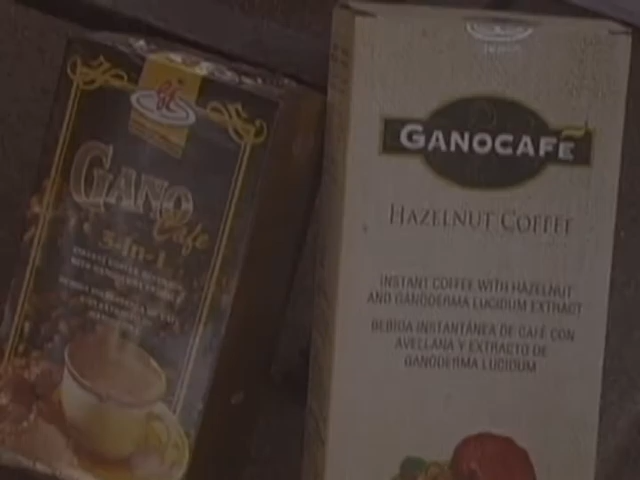 GANO
Café
3-in-1
GANOCAFÉ
HAZELNUT COFFEE
INSTANT COFFEE WITH HAZELNUT
AND GANODERMA LUCIDUM EXTRACT
BEBIDA INSTANTÁNEA DE CAFÉ CON
AVELLANA Y EXTRACTO DE
GANODERMA LUCIDUM